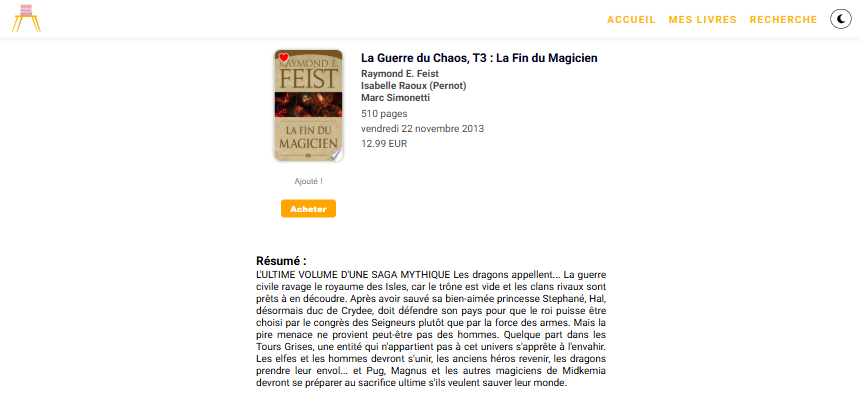 ACCUEIL MES LIVRES RECHERCHE
RAYMOND E.
FEIST
LA FIN DU
MAGICIEN
La Guerre du Chaos, T3 : La Fin du Magicien
Raymond E. Feist
Isabelle Raoux (Pernot)
Marc Simonetti
510 pages
vendredi 22 novembre 2013
12.99 EUR
Ajouté !
Acheter
Résumé :
L'ULTIME VOLUME D'UNE SAGA MYTHIQUE Les dragons appellent... La guerre
civile ravage le royaume des Isles, car le trône est vide et les clans rivaux sont
prêts à en découdre. Après avoir sauvé sa bien-aimée princesse Stephané, Hal,
désormais duc de Crydee, doit défendre son pays pour que le roi puisse être
choisi par le congrès des Seigneurs plutôt que par la force des armes. Mais la
pire menace ne provient peut-être pas des hommes. Quelque part dans les
Tours Grises, une entité qui n'appartient pas à cet univers s'apprête à l'envahir.
Les elfes et les hommes devront s'unir, les anciens héros revenir, les dragons
prendre leur envol... et Pug, Magnus et les autres magiciens de Midkemia
devront se préparer au sacrifice ultime s'ils veulent sauver leur monde.